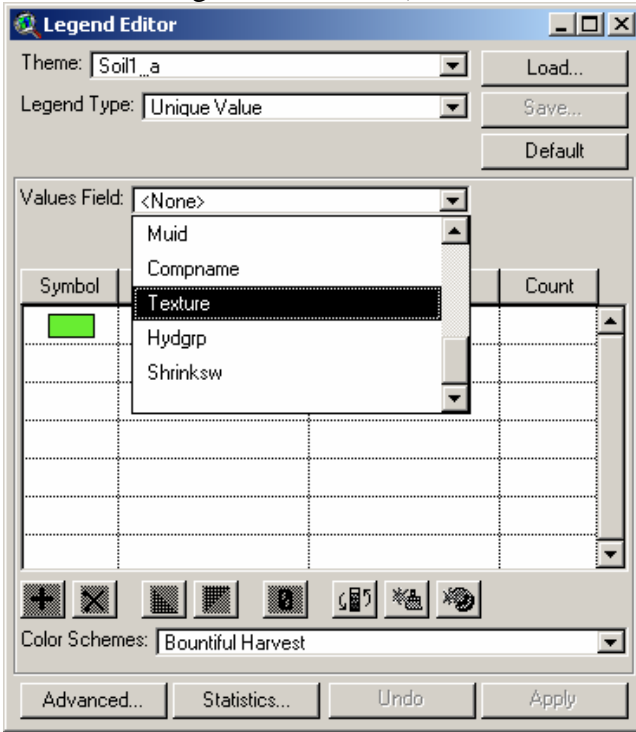 Legend Editor
Theme: Soil1_a
Load...
Legend Type: Unique Value
Save...
Default
Values Field: <None>
Muid
Compname
Symbol
Count
Texture
Hydgrp
Shrinksw
0
Color Schemes: Bountiful Harvest
Advanced... Statistics... Undo Apply